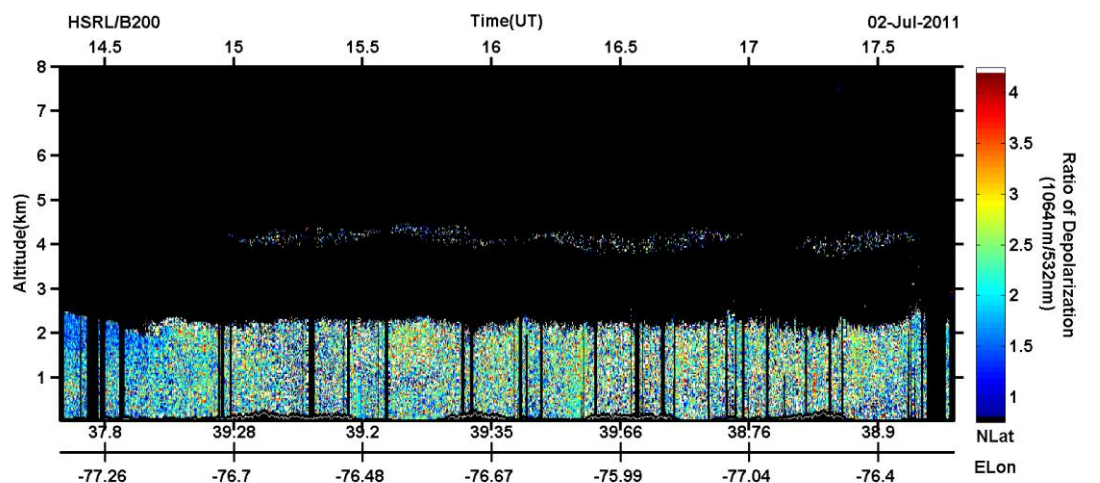 HSRL/B200 Time(UT) 02-Jul-2011
14.5 15 15.5 16 16.5 17 17.5
8
7
6
5
4
3
2
1
Altitude(km)
4
3.5
3
2.5
2
1.5
1
Ratio of Depolarization
(1064nm/532nm)
37.8 39.28 39.2 39.35 39.66 38.76 38.9 NLat
-77.26 -76.7 -76.48 -76.67 -75.99 -77.04 -76.4 ELon